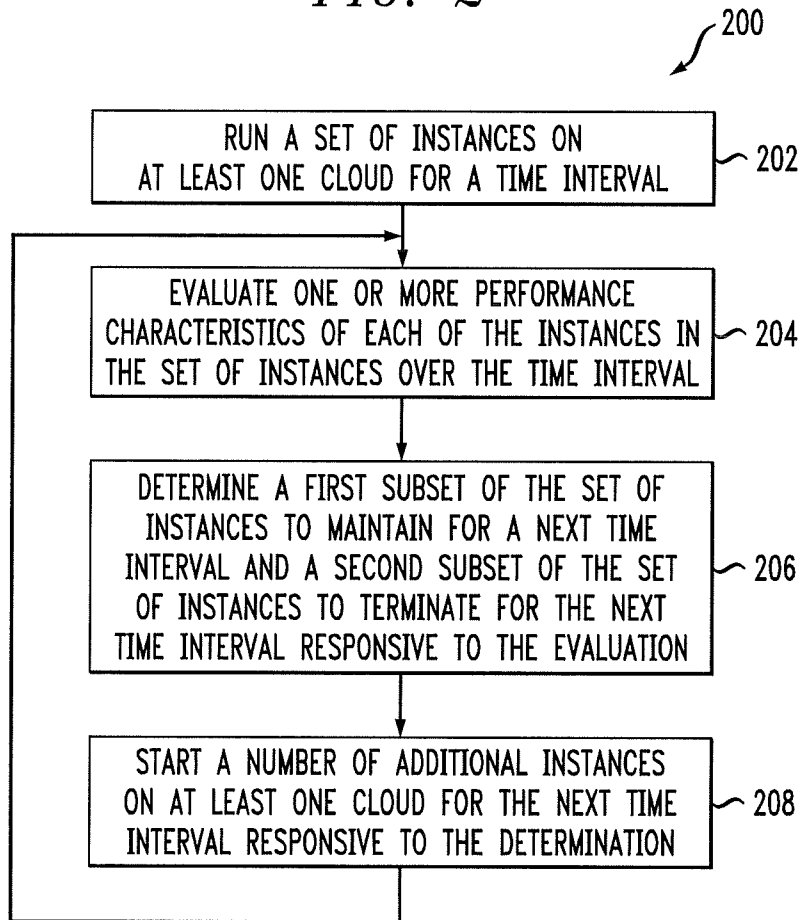 FIG. 2
200
RUN A SET OF INSTANCES ON
AT LEAST ONE CLOUD FOR A TIME INTERVAL
202
EVALUATE ONE OR MORE PERFORMANCE
CHARACTERISTICS OF EACH OF THE INSTANCES IN
THE SET OF INSTANCES OVER THE TIME INTERVAL
204
DETERMINE A FIRST SUBSET OF THE SET OF
INSTANCES TO MAINTAIN FOR A NEXT TIME
INTERVAL AND A SECOND SUBSET OF THE SET
OF INSTANCES TO TERMINATE FOR THE NEXT
TIME INTERVAL RESPONSIVE TO THE EVALUATION
206
START A NUMBER OF ADDITIONAL INSTANCES
ON AT LEAST ONE CLOUD FOR THE NEXT TIME
INTERVAL RESPONSIVE TO THE DETERMINATION
208